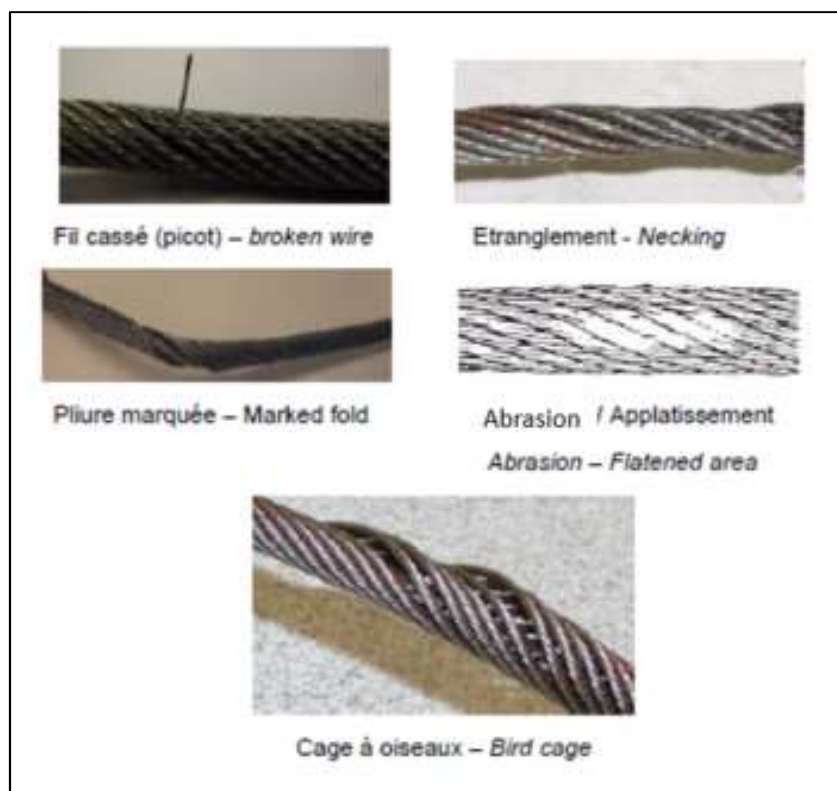 Fil cassé (picot) – broken wire
Etranglement - Necking
Pliure marquée – Marked fold
Abrasion / Applatissement
Abrasion – Flatened area
Cage à oiseaux – Bird cage